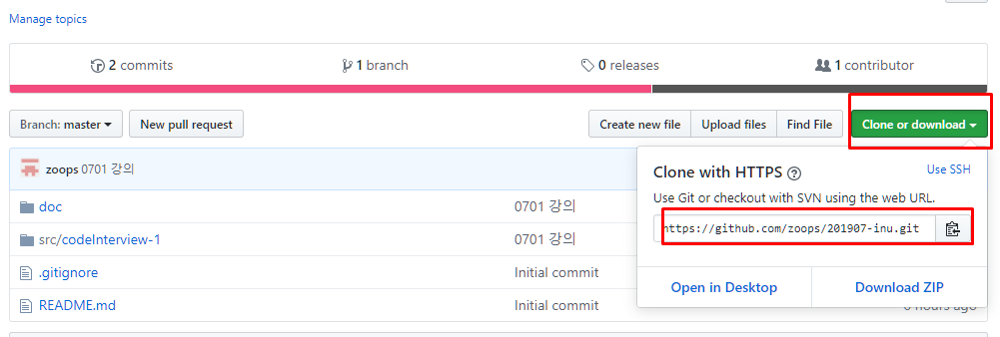 Manage topics
2 commits 1 branch 0 releases 1 contributor
Branch: master New pull request Create new file Upload files Find File Clone or download
zoops 0701 강의
Clone with HTTPS Use SSH
Use Git or checkout with SVN using the web URL.
doc 0701 강의
https://github.com/zoops/201907-inu.git
src/codeInterview-1 0701 강의
.gitignore Initial commit
Open in Desktop Download ZIP
README.md Initial commit hours ago